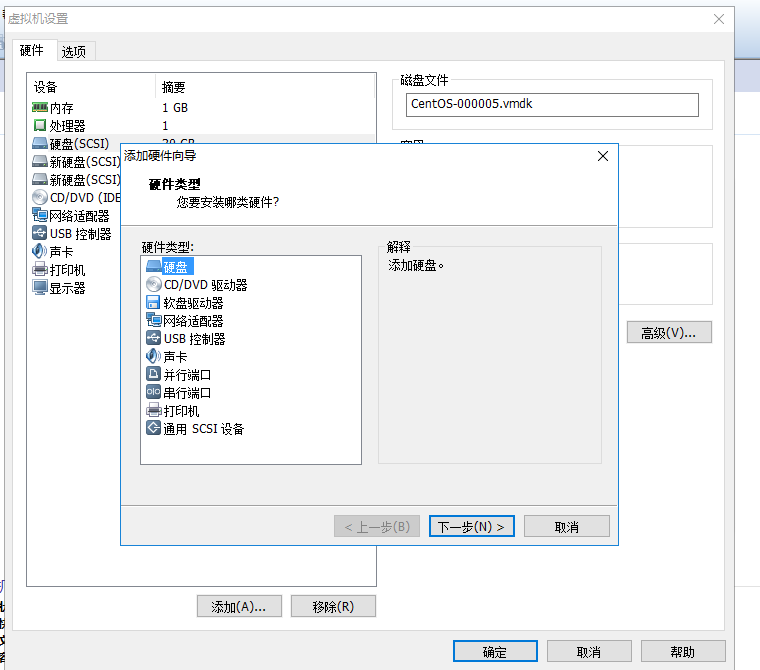 虚拟机设置
硬件 选项
设备 摘要
内存 1 GB
处理器 1
硬盘(SCSI) 20 GB
新硬盘(SCSI)
新硬盘(SCSI)
CD/DVD (IDE
网络适配器
USB 控制器
声卡
打印机
显示器
磁盘文件
CentOS-000005.vmdk
高级(V)...
添加硬件向导
硬件类型
您要安装哪类硬件?
硬件类型:
硬盘
CD/DVD 驱动器
软盘驱动器
网络适配器
USB 控制器
声卡
并行端口
串行端口
打印机
通用 SCSI 设备
解释
添加硬盘。
< 上一步(B) 下一步(N) > 取消
添加(A)... 移除(R)
确定 取消 帮助